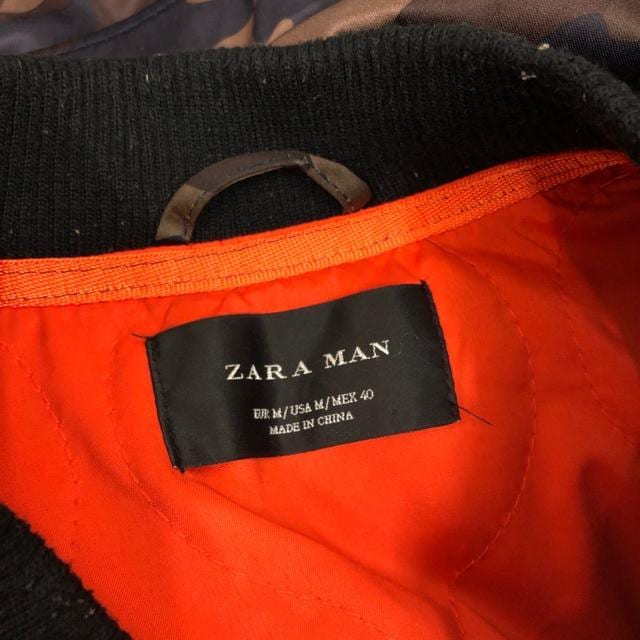 ZARA MAN
EUR M/USA M/MEX 40
MADE IN CHINA